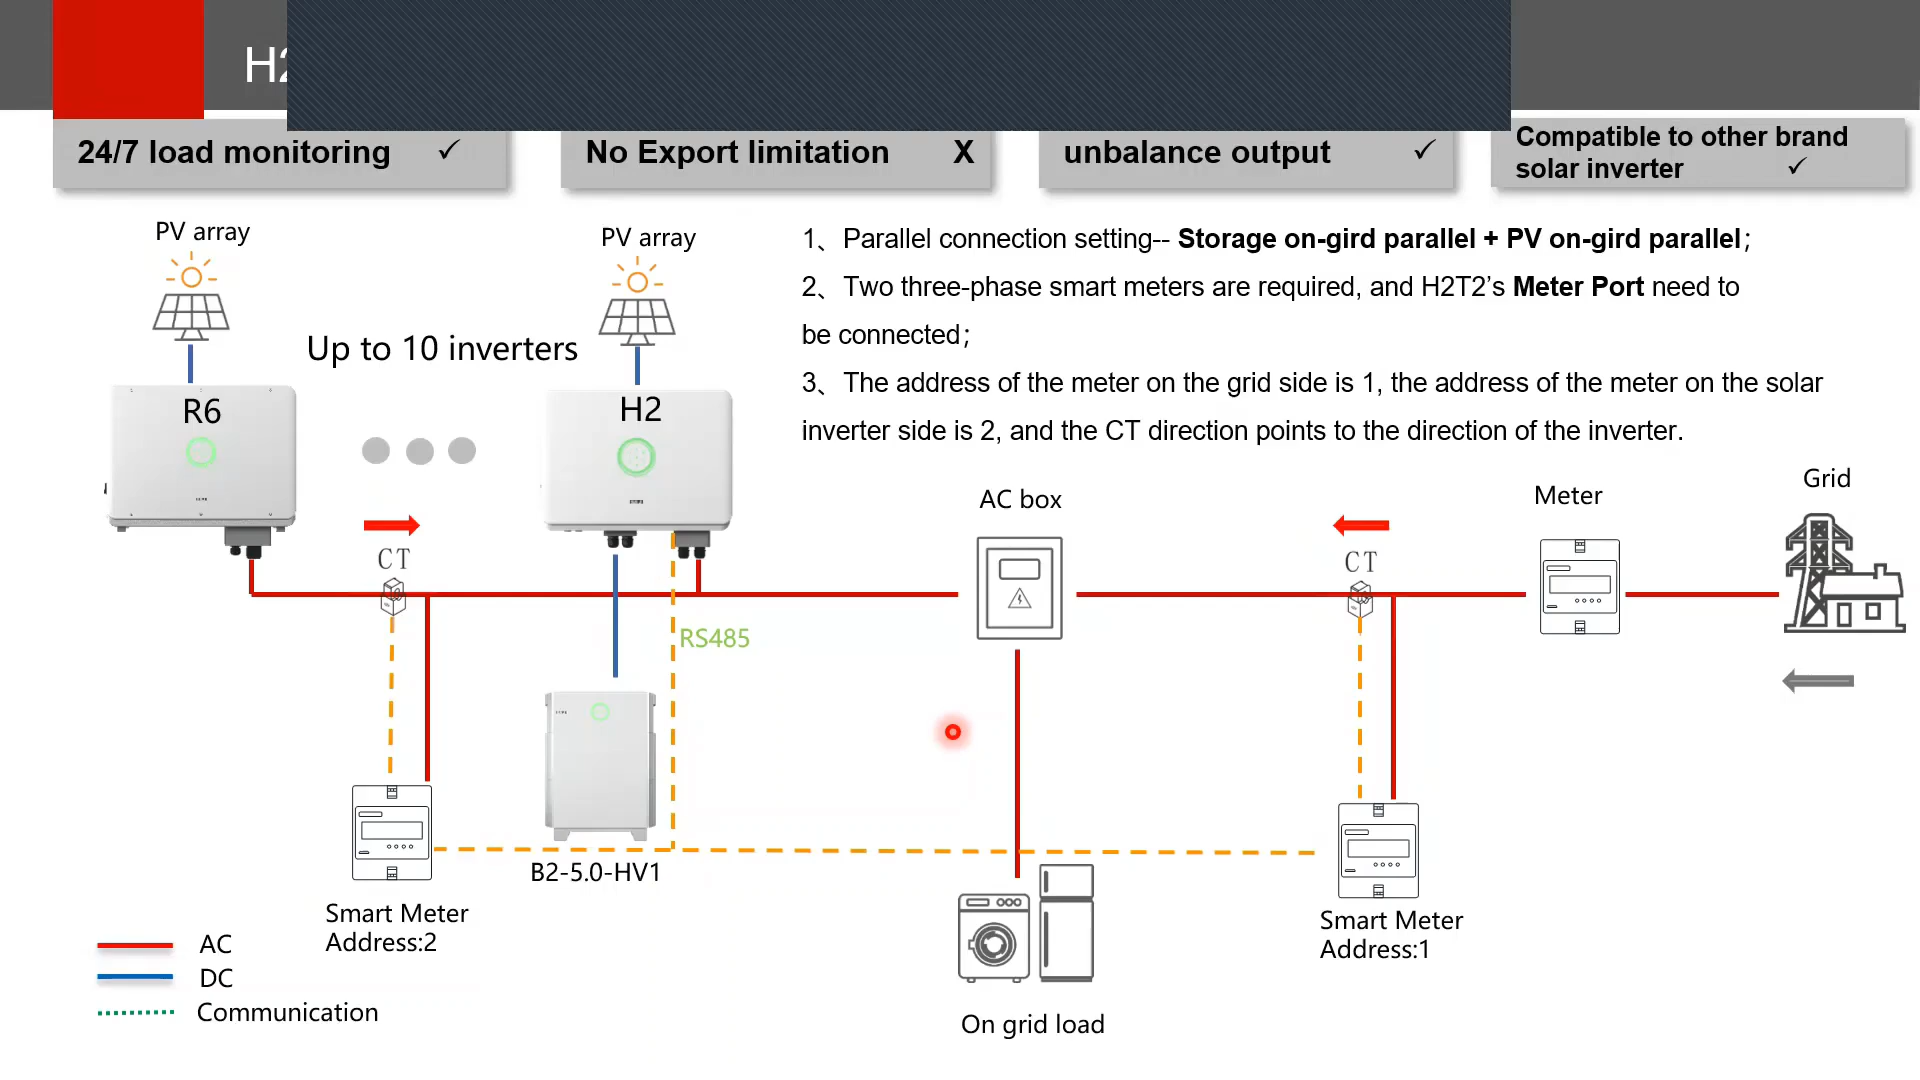 24/7 load monitoring ✓
No Export limitation X
unbalance output ✓
Compatible to other brand
solar inverter ✓
PV array
PV array
1、Parallel connection setting-- Storage on-gird parallel + PV on-gird parallel；
2、Two three-phase smart meters are required, and H2T2’s Meter Port need to
be connected；
3、The address of the meter on the grid side is 1, the address of the meter on the solar
inverter side is 2, and the CT direction points to the direction of the inverter.
Up to 10 inverters
R6
H2
AC box
Meter
Grid
CT
CT
RS485
B2-5.0-HV1
Smart Meter
Address:2
Smart Meter
Address:1
AC
DC
Communication
On grid load